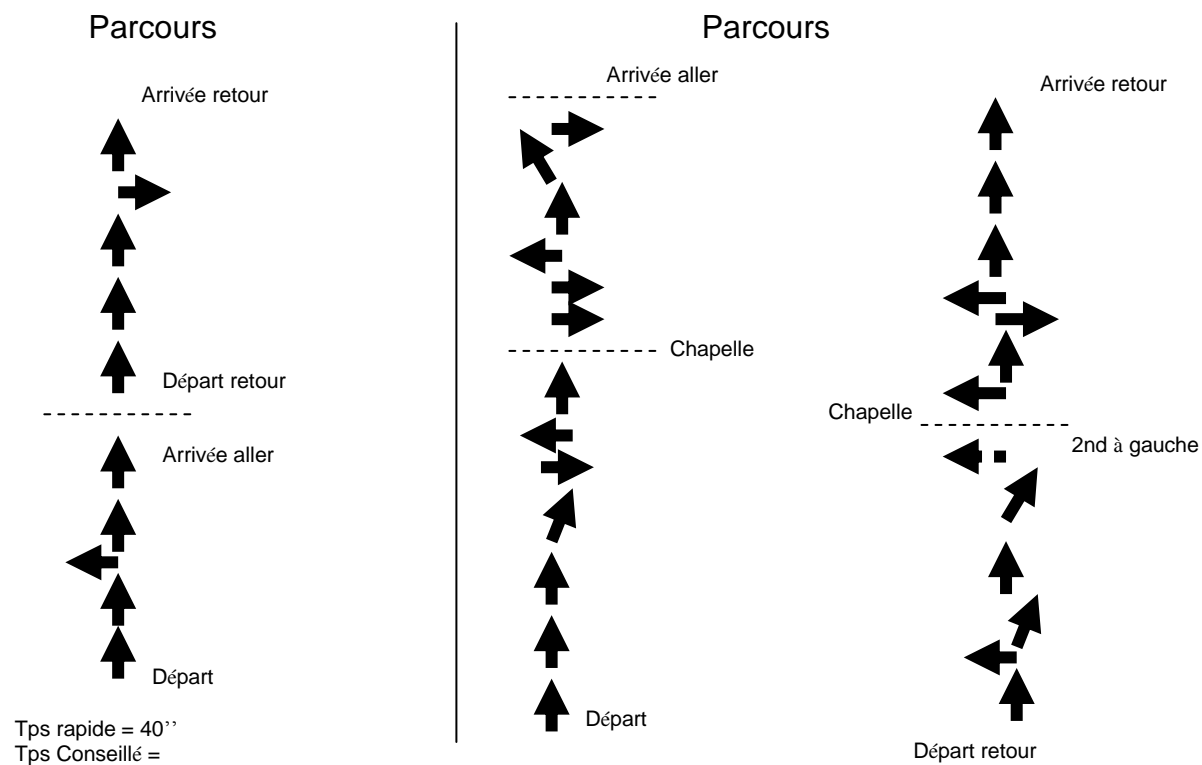 Parcours
Arrivée retour
Départ retour
Arrivée aller
Départ
Tps rapide = 40’’
Tps Conseillé =
Parcours
Arrivée aller
Chapelle
Départ
Arrivée retour
Chapelle
2nd à gauche
Départ retour